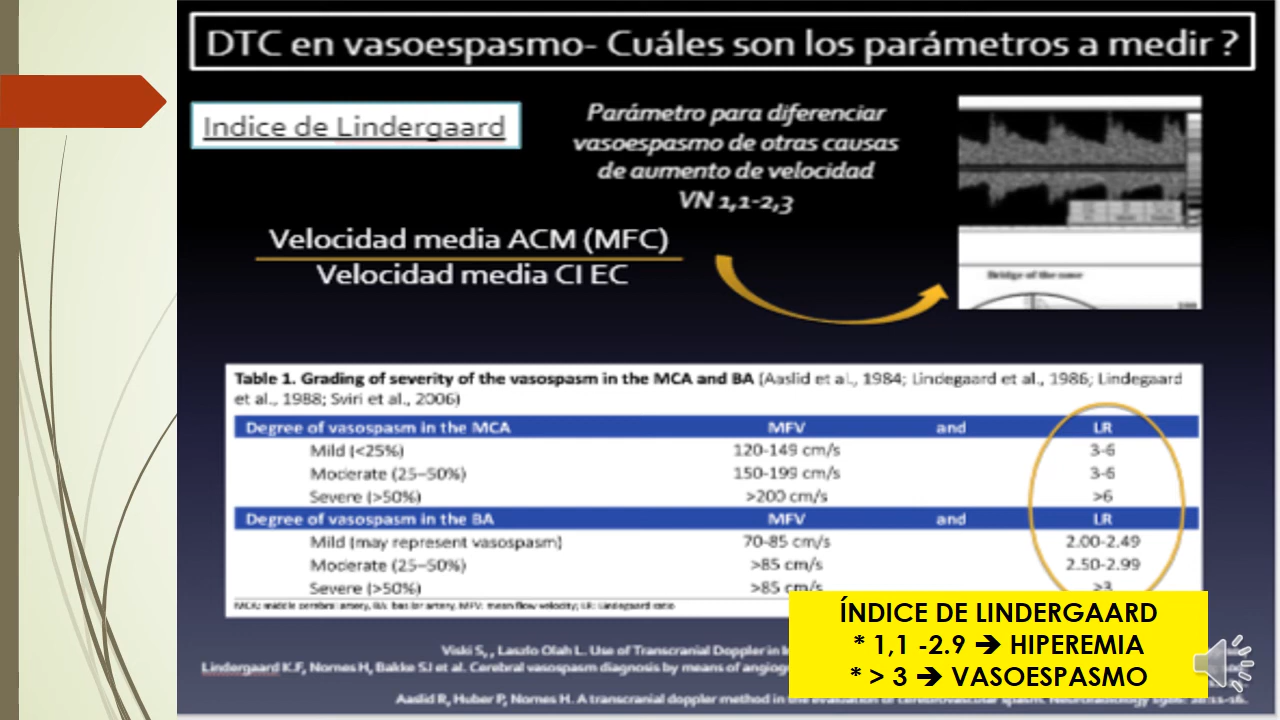 DTC en vasoespasmo- Cuáles son los parámetros a medir ?
Indice de Lindergaard
Parámetro para diferenciar
vasoespasmo de otras causas
de aumento de velocidad
VN 1,1-2,3
Velocidad media ACM (MFC)
Velocidad media CI EC
Bridge of the nose
Table 1. Grading of severity of the vasospasm in the MCA and BA (Aaslid et al., 1984; Lindegaard et al., 1986; Lindegaard
et al., 1988; Sviri et al., 2006)
Degree of vasospasm in the MCA MFV and LR
Mild (<25%) 120-149 cm/s 3-6
Moderate (25–50%) 150-199 cm/s 3-6
Severe (>50%) >200 cm/s >6
Degree of vasospasm in the BA MFV and LR
Mild (may represent vasospasm) 70-85 cm/s 2.00-2.49
Moderate (25–50%) >85 cm/s 2.50-2.99
Severe (>50%) >85 cm/s >3
MCA: middle cerebral artery, BA: basilar artery, MFV: mean flow velocity; LR: Lindegaard ratio
ÍNDICE DE LINDERGAARD
* 1,1 -2.9 ➔ HIPEREMIA
* > 3 ➔ VASOESPASMO
Viski S, , Laszlo Olah L. Use of Transcranial Doppler in
Lindergaard K.F, Nornes H, Bakke SJ et al. Cerebral vasospasm diagnosis by means of
Aaslid R, Huber P, Nornes H. A transcranial doppler method in the evaluation of cerebrovascular spasm.